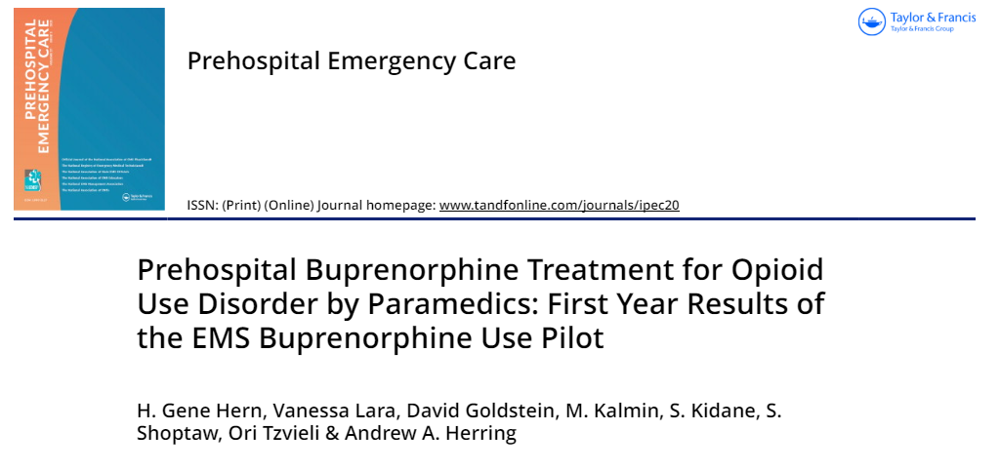 Taylor & Francis
Taylor & Francis Group
PREHOSPITAL
EMERGENCY CARE
Prehospital Emergency Care
ISSN: (Print) (Online) Journal homepage: www.tandfonline.com/journals/ipec20
Prehospital Buprenorphine Treatment for Opioid
Use Disorder by Paramedics: First Year Results of
the EMS Buprenorphine Use Pilot
H. Gene Hern, Vanessa Lara, David Goldstein, M. Kalmin, S. Kidane, S.
Shoptaw, Ori Tzvieli & Andrew A. Herring